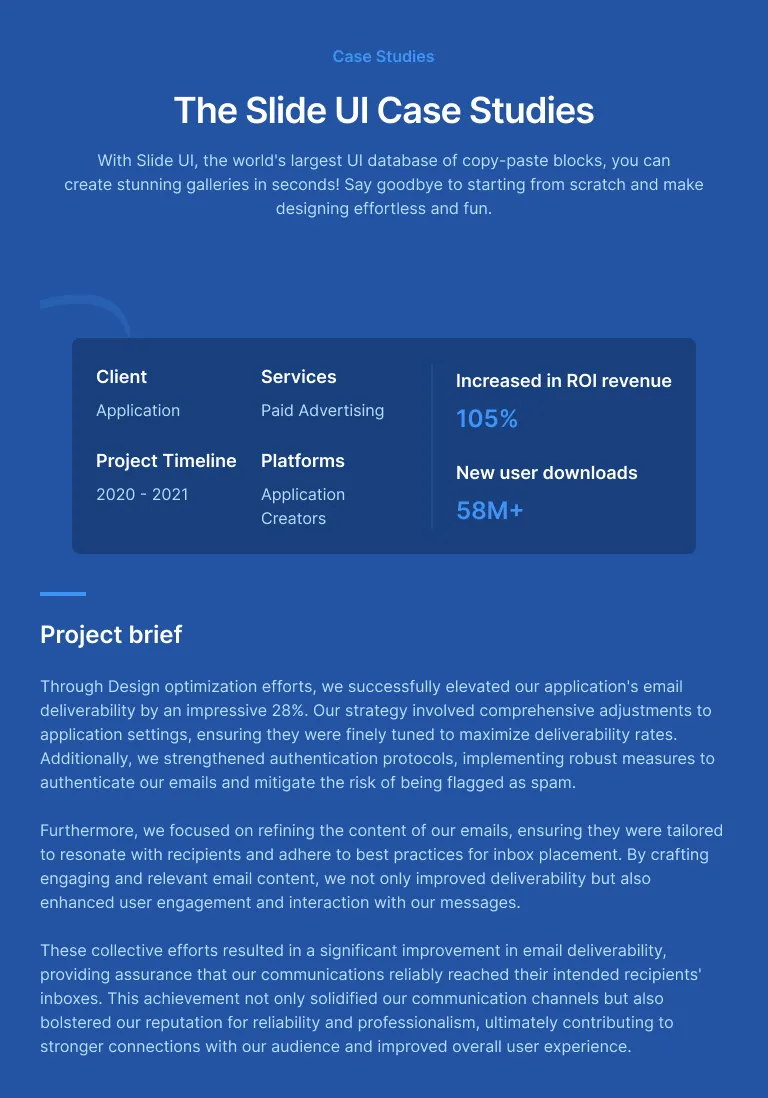 Case Studies
The Slide UI Case Studies
With Slide UI, the world's largest UI database of copy-paste blocks, you can
create stunning galleries in seconds! Say goodbye to starting from scratch and make
designing effortless and fun.
Client
Application
Services
Paid Advertising
Project Timeline
2020 - 2021
Platforms
Application
Creators
Increased in ROI revenue
105%
New user downloads
58M+
Project brief
Through Design optimization efforts, we successfully elevated our application's email
deliverability by an impressive 28%. Our strategy involved comprehensive adjustments to
application settings, ensuring they were finely tuned to maximize deliverability rates.
Additionally, we strengthened authentication protocols, implementing robust measures to
authenticate our emails and mitigate the risk of being flagged as spam.
Furthermore, we focused on refining the content of our emails, ensuring they were tailored
to resonate with recipients and adhere to best practices for inbox placement. By crafting
engaging and relevant email content, we not only improved deliverability but also
enhanced user engagement and interaction with our messages.
These collective efforts resulted in a significant improvement in email deliverability,
providing assurance that our communications reliably reached their intended recipients'
inboxes. This achievement not only solidified our communication channels but also
bolstered our reputation for reliability and professionalism, ultimately contributing to
stronger connections with our audience and improved overall user experience.